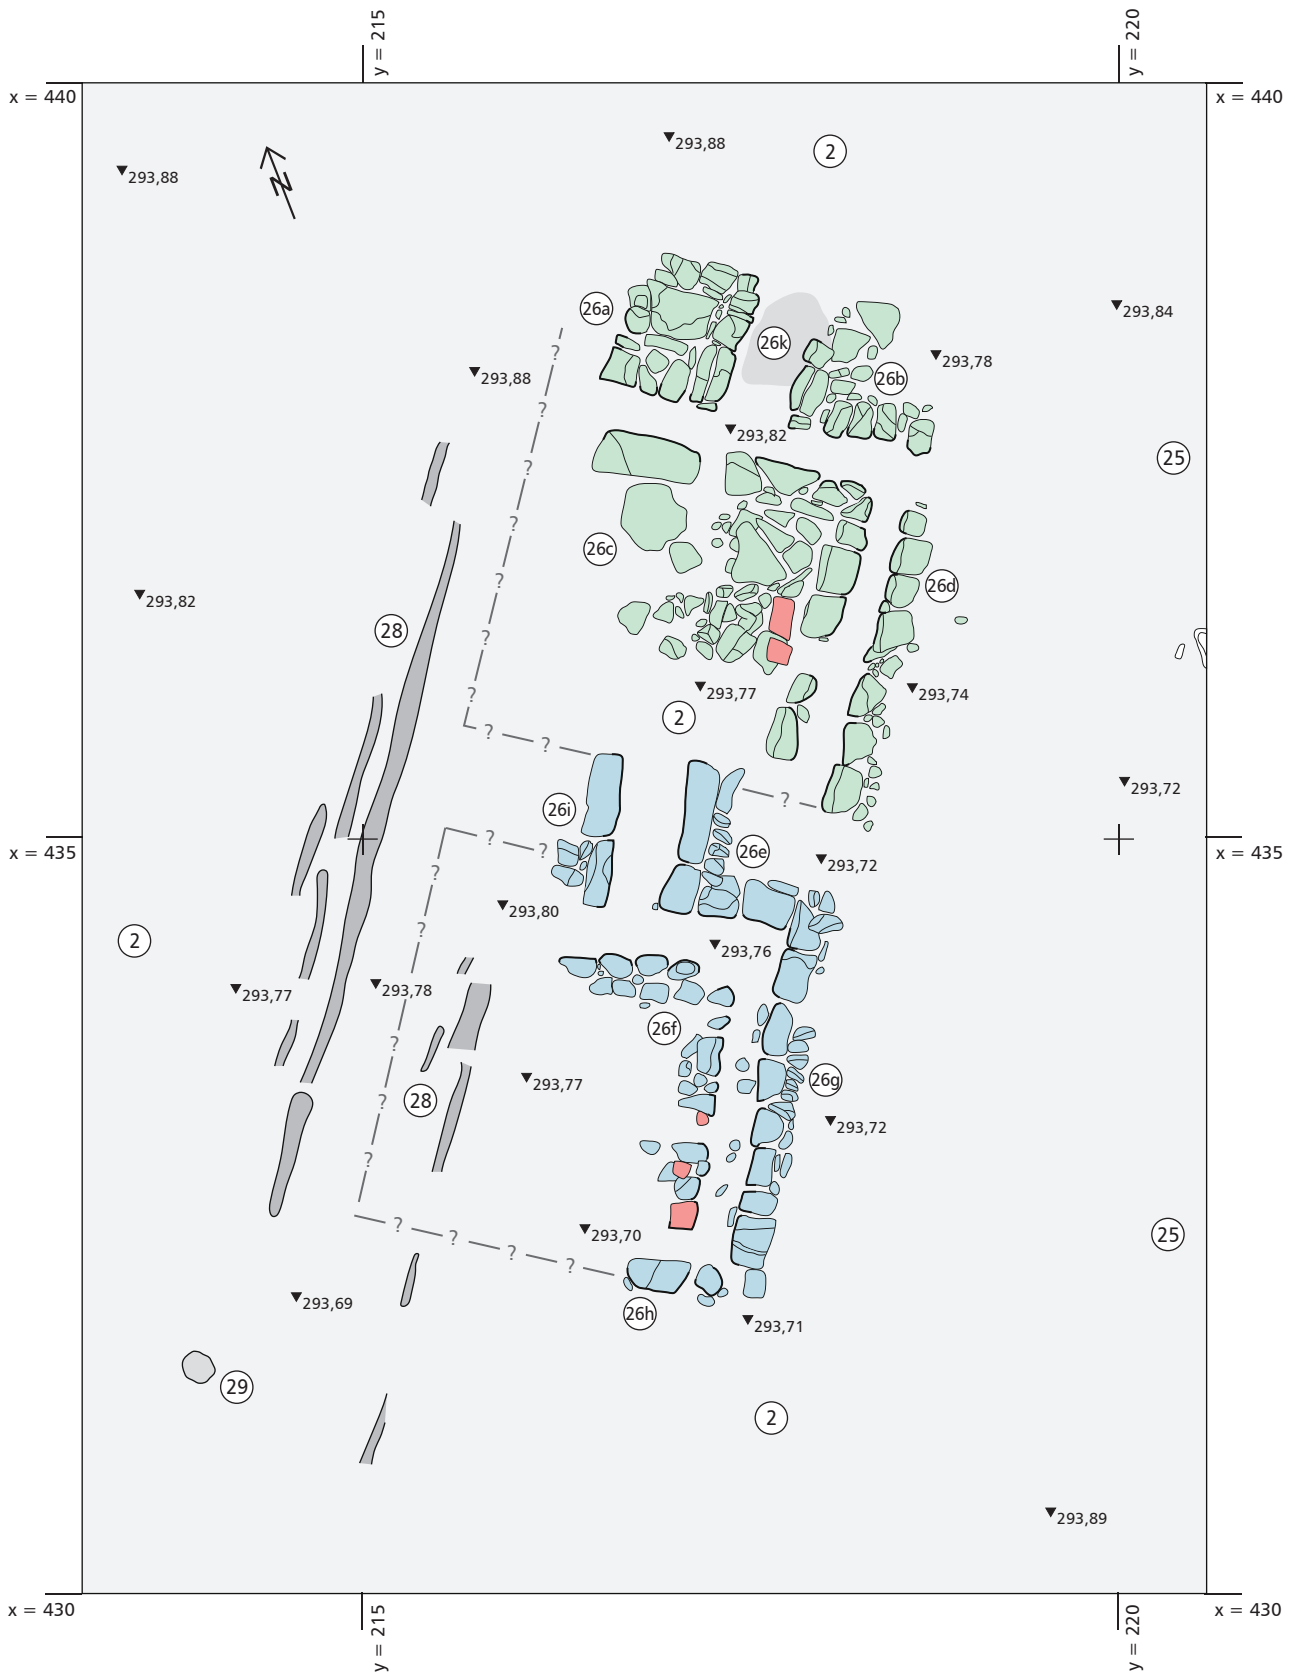 y = 215
y = 220
x = 440
x = 440
293,88
2
293,88
293,84
26a
26k
?
293,78
293,88
26b
?
293,82
25
?
?
26c
?
26d
293,82
28
?
?
293,77
293,74
2
?
?
293,72
?
26i
?
?
x = 435
26e
x = 435
293,72
?
293,80
?
2
293,76
293,77
293,78
26f
?
293,77
26g
28
?
293,72
?
?
?
293,70
25
?
?
293,69
26h
293,71
29
2
293,89
x = 430
x = 430
y = 215
y = 220